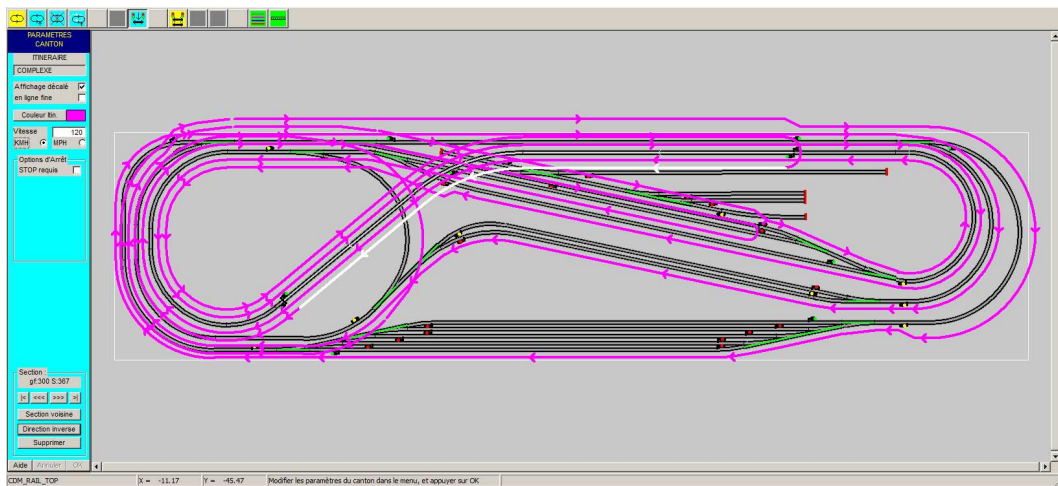 PARAMETRES
CANTON
ITINERAIRE
COMPLEXE
Affichage décalé
en ligne fine
Couleur Itin.
Vitesse 120
KMH MPH
Options d'Arrêt
STOP requis
Section :
gf:300 S:367
|< <<< >>> >|
Section voisine
Direction inverse
Supprimer
Aide Annuler OK
CDM_RAIL_TOP X = -11.17 Y = -45.47 Modifier les paramètres du canton dans le menu, et appuyer sur OK